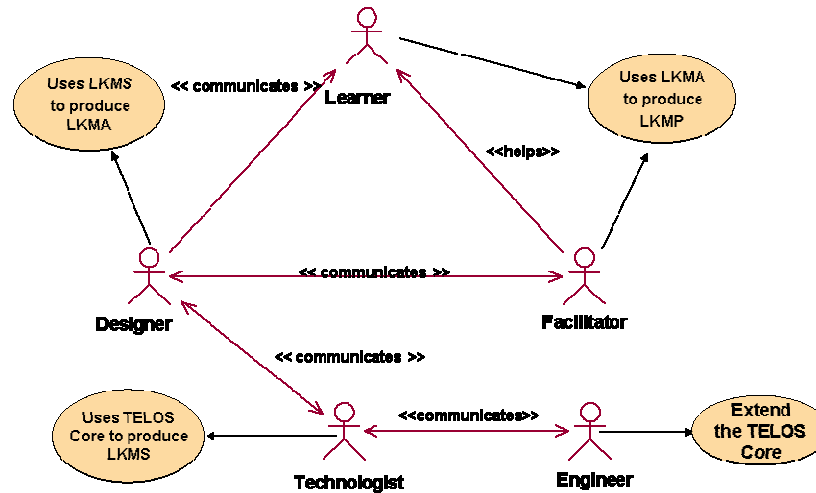 Uses LKMS
to produce
LKMA
<< communicates >>
Learner
Uses LKMA
to produce
LKMP
<<helps>>
<< communicates >>
Designer
Facilitator
<< communicates >>
Uses TELOS
Core to produce
LKMS
<<communicates>>
Extend
the TELOS
Core
Technologist
Engineer